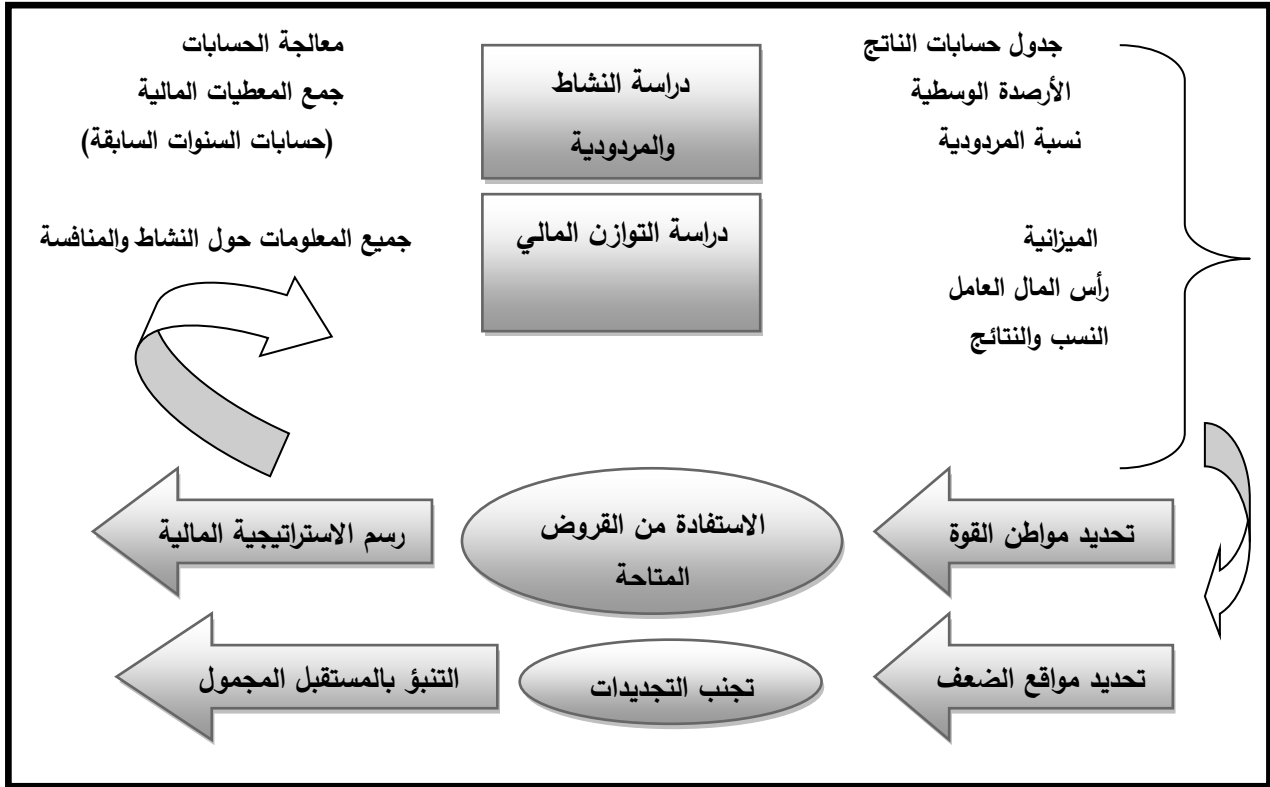 جدول حسابات الناتج
الأرصدة الوسطية
نسبة المردودية
دراسة النشاط
والمردودية
معالجة الحسابات
جمع المعطيات المالية
(حسابات السنوات السابقة)
الميزانية
رأس المال العامل
النسب والنتائج
دراسة التوازن المالي
جميع المعلومات حول النشاط والمنافسة
تحديد مواطن القوة
الاستفادة من القروض
المتاحة
رسم الاستراتيجية المالية
تحديد مواقع الضعف
تجنب التجديدات
التنبؤ بالمستقبل المجمول